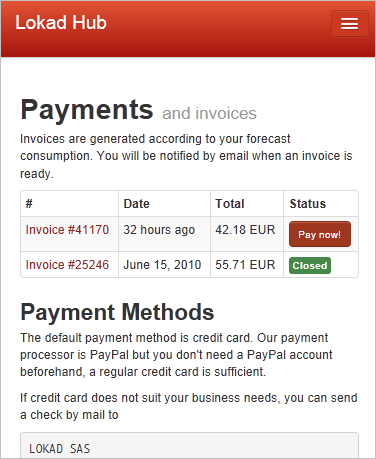 Lokad Hub
Payments and invoices
Invoices are generated according to your forecast
consumption. You will be notified by email when an invoice is
ready.
# Date Total Status
Invoice #41170 32 hours ago 42.18 EUR Pay now!
Invoice #25246 June 15, 2010 55.71 EUR Closed
Payment Methods
The default payment method is credit card. Our payment
processor is PayPal but you don't need a PayPal account
beforehand, a regular credit card is sufficient.
If credit card does not suit your business needs, you can send
a check by mail to
LOKAD SAS